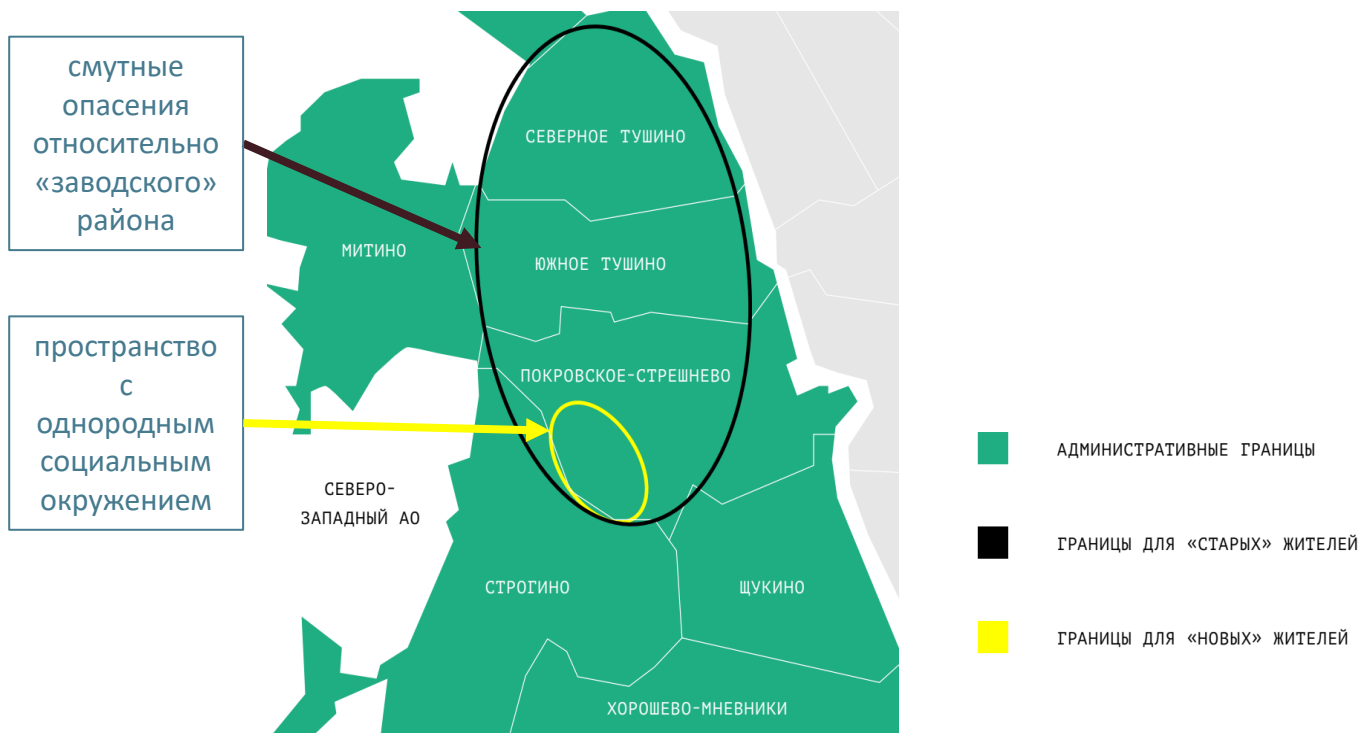 смутные
опасения
относительно
«заводского»
района
пространство
с
однородным
социальным
окружением
СЕВЕРНОЕ ТУШИНО
МИТИНО
ЮЖНОЕ ТУШИНО
ПОКРОВСКОЕ-СТРЕШНЕВО
СЕВЕРО-
ЗАПАДНЫЙ АО
СТРОГИНО
ЩУКИНО
ХОРОШЕВО-МНЕВНИКИ
АДМИНИСТРАТИВНЫЕ ГРАНИЦЫ
ГРАНИЦЫ ДЛЯ «СТАРЫХ» ЖИТЕЛЕЙ
ГРАНИЦЫ ДЛЯ «НОВЫХ» ЖИТЕЛЕЙ